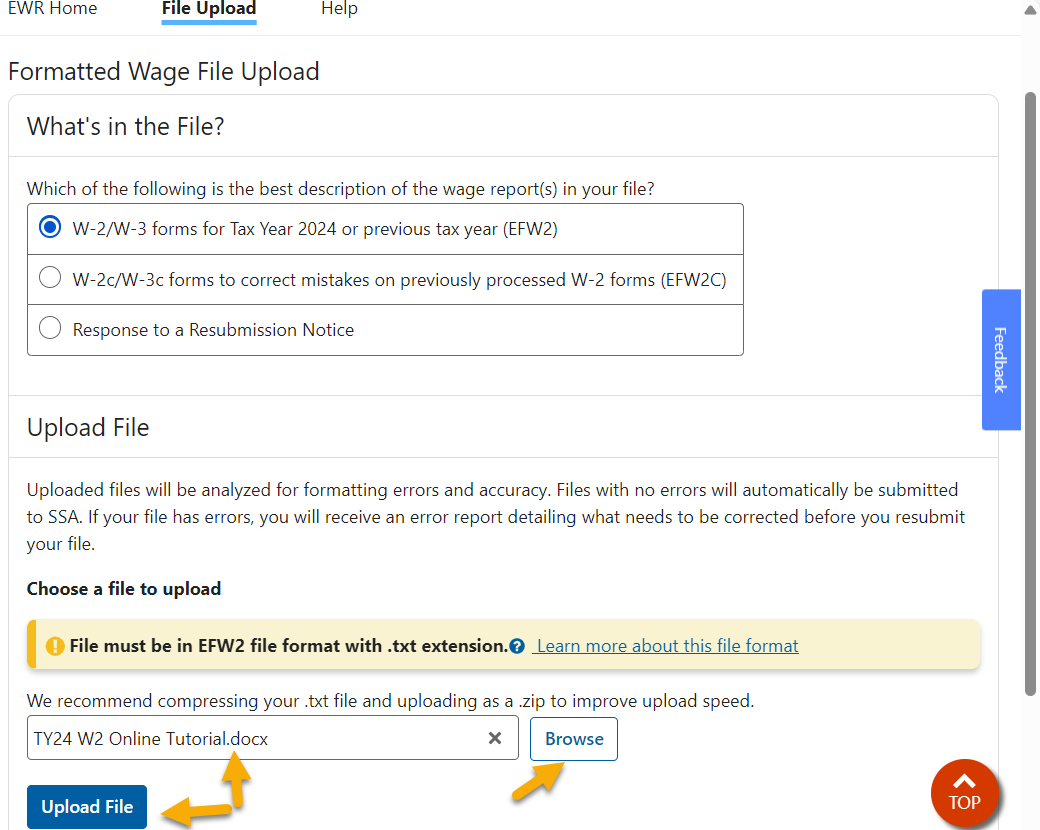 EWR Home File Upload Help
Formatted Wage File Upload
What's in the File?
Which of the following is the best description of the wage report(s) in your file?
W-2/W-3 forms for Tax Year 2024 or previous tax year (EFW2)
W-2c/W-3c forms to correct mistakes on previously processed W-2 forms (EFW2C)
Response to a Resubmission Notice
Feedback
Upload File
Uploaded files will be analyzed for formatting errors and accuracy. Files with no errors will automatically be submitted
to SSA. If your file has errors, you will receive an error report detailing what needs to be corrected before you resubmit
your file.
Choose a file to upload
File must be in EFW2 file format with .txt extension. Learn more about this file format
We recommend compressing your .txt file and uploading as a .zip to improve upload speed.
TY24 W2 Online Tutorial.docx Browse
Upload File
TOP